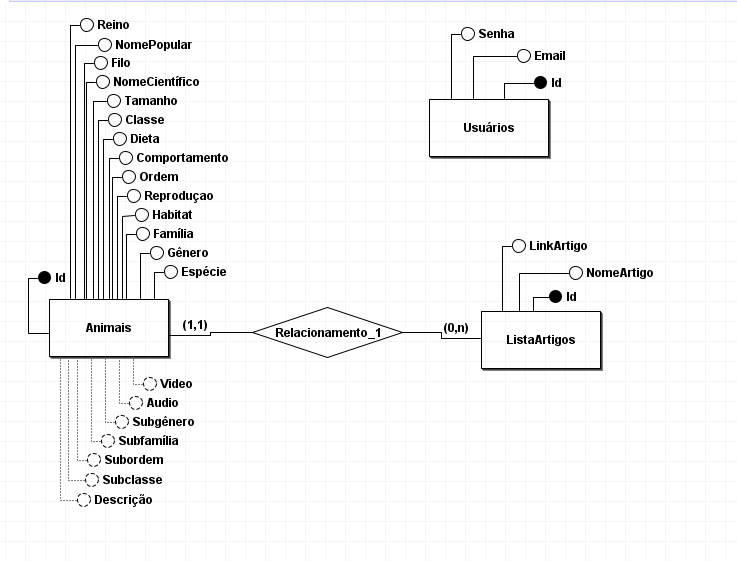 Reino
NomePopular
Filo
NomeCientífico
Tamanho
Classe
Dieta
Comportamento
Ordem
Reproduçao
Habitat
Família
Gênero
Espécie
Id
Animais
(1,1)
Relacionamento_1
(0,n)
Video
Audio
Subgênero
Subfamília
Subordem
Subclasse
Descrição
Senha
Email
Id
Usuários
LinkArtigo
NomeArtigo
Id
ListaArtigos